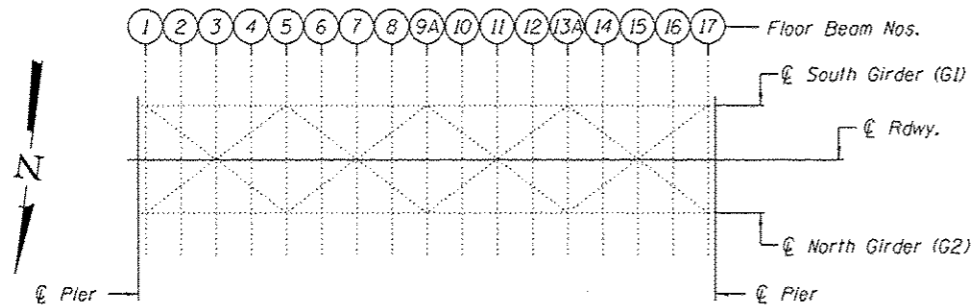 1 2 3 4 5 6 7 8 9A 10 11 12 13A 14 15 16 17 Floor Beam Nos.
℄ South Girder (G1)
℄ Rdwy.
N
℄ North Girder (G2)
℄ Pier
℄ Pier